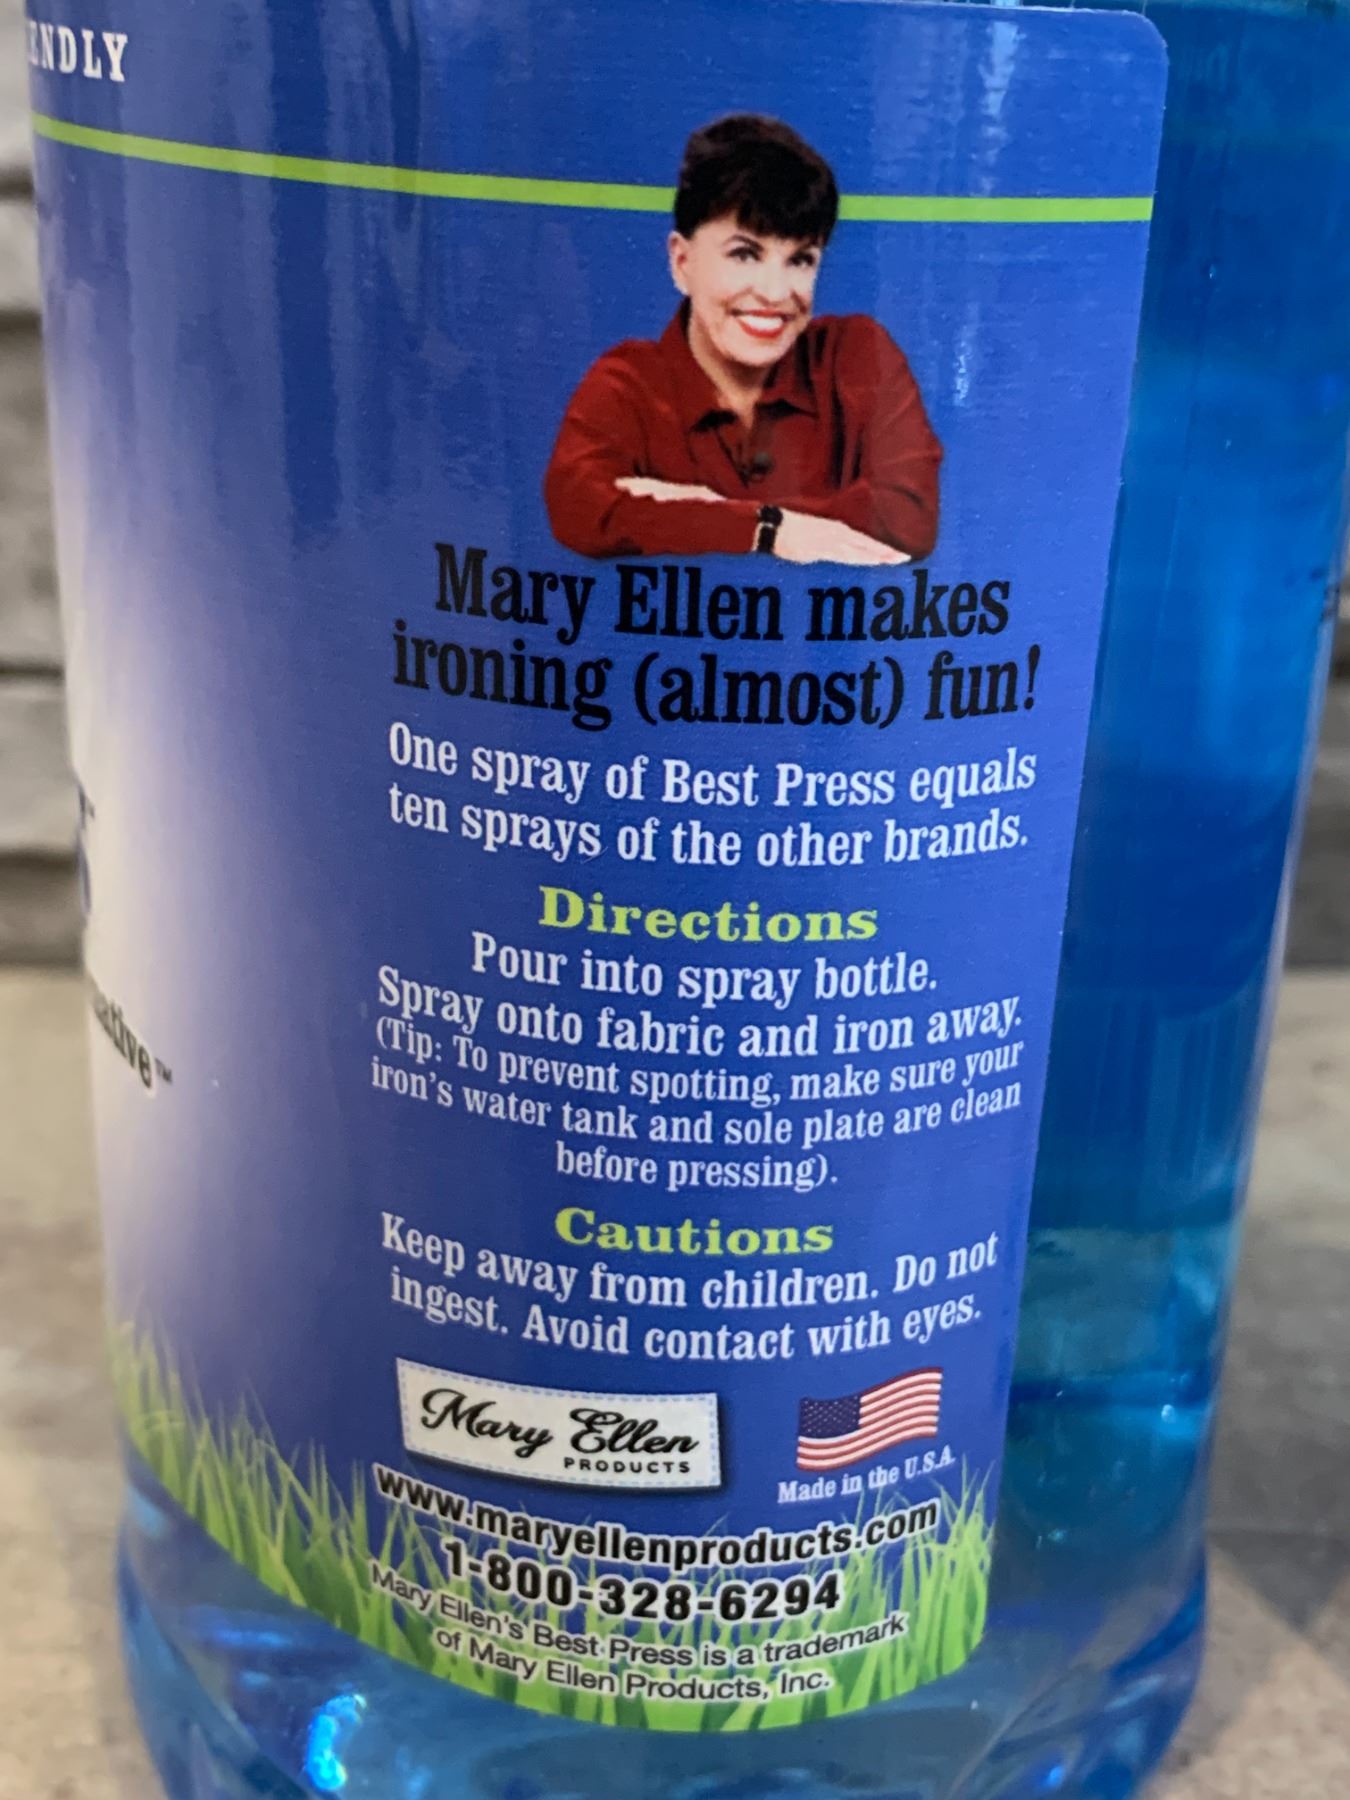 Mary Ellen makes
ironing (almost) fun!
One spray of Best Press equals
ten sprays of the other brands.
Directions
Pour into spray bottle.
Spray onto fabric and iron away.
(Tip: To prevent spotting, make sure your
iron's water tank and sole plate are clean
before pressing).
Cautions
Keep away from children. Do not
ingest. Avoid contact with eyes.
Mary Ellen
PRODUCTS
Made in the U.S.A.
www.maryellenproducts.com
1-800-328-6294
Mary Ellen's Best Press is a trademark
of Mary Ellen Products, Inc.